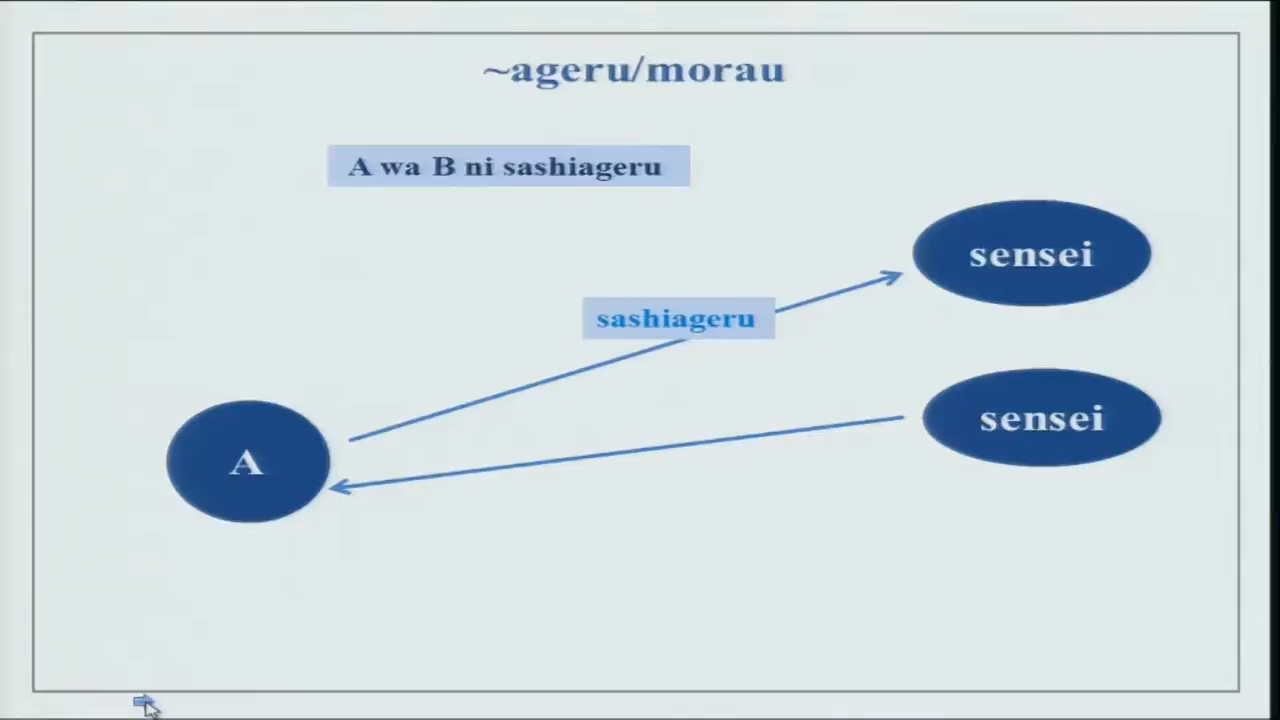 ~ageru/morau
A wa B ni sashiageru
sensei
sashiageru
sensei
A